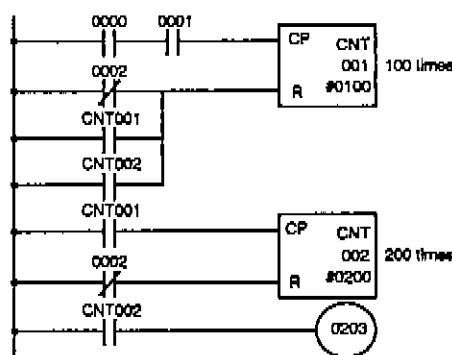 0000 0001
CP CNT
001
100 times
0002
R #0100
CNT001
CNT002
CNT001
CP CNT
002
200 times
0002
R #0200
CNT002
0203